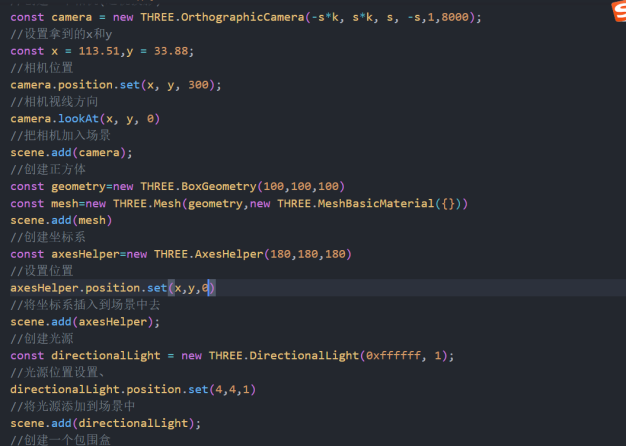 const camera = new THREE.OrthographicCamera(-s*k, s*k, s, -s,1,8000);
//设置拿到的x和y
const x = 113.51,y = 33.88;
//相机位置
camera.position.set(x, y, 300);
//相机视线方向
camera.lookAt(x, y, 0)
//把相机加入场景
scene.add(camera);
//创建正方体
const geometry=new THREE.BoxGeometry(100,100,100)
const mesh=new THREE.Mesh(geometry,new THREE.MeshBasicMaterial({}))
scene.add(mesh)
//创建坐标系
const axesHelper=new THREE.AxesHelper(180,180,180)
//设置位置
axesHelper.position.set(x,y,0)
//将坐标系插入到场景中去
scene.add(axesHelper);
//创建光源
const directionalLight = new THREE.DirectionalLight(0xffffff, 1);
//光源位置设置、
directionalLight.position.set(4,4,1)
//将光源添加到场景中
scene.add(directionalLight);
//创建一个包围盒